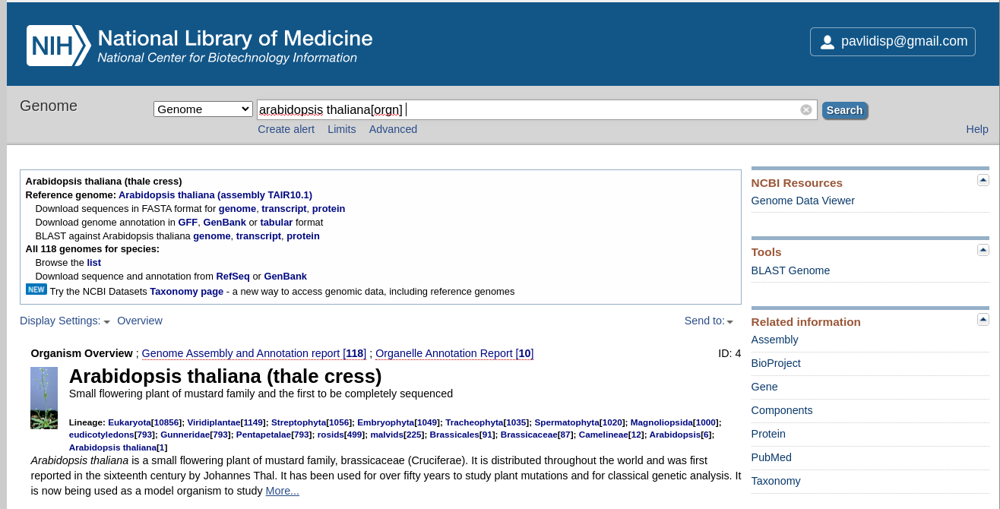 NIH National Library of Medicine
National Center for Biotechnology Information
pavlidisp@gmail.com
Genome
Genome
arabidopsis thaliana[orgn]
Search
Create alert Limits Advanced
Help
Arabidopsis thaliana (thale cress)
Reference genome: Arabidopsis thaliana (assembly TAIR10.1)
Download sequences in FASTA format for genome, transcript, protein
Download genome annotation in GFF, GenBank or tabular format
BLAST against Arabidopsis thaliana genome, transcript, protein
All 118 genomes for species:
Browse the list
Download sequence and annotation from RefSeq or GenBank
NEW Try the NCBI Datasets Taxonomy page - a new way to access genomic data, including reference genomes
Display Settings: Overview
Send to:
Organism Overview ; Genome Assembly and Annotation report [118] ; Organelle Annotation Report [10]
ID: 4
Arabidopsis thaliana (thale cress)
Small flowering plant of mustard family and the first to be completely sequenced
Lineage: Eukaryota[10856]; Viridiplantae[1149]; Streptophyta[1056]; Embryophyta[1049]; Tracheophyta[1035]; Spermatophyta[1020]; Magnoliopsida[1000];
eudicotyledons[793]; Gunneridae[793]; Pentapetalae[793]; rosids[499]; malvids[225]; Brassicales[91]; Brassicaceae[87]; Camelineae[12]; Arabidopsis[6];
Arabidopsis thaliana[1]
Arabidopsis thaliana is a small flowering plant of mustard family, brassicaceae (Cruciferae). It is distributed throughout the world and was first
reported in the sixteenth century by Johannes Thal. It has been used for over fifty years to study plant mutations and for classical genetic analysis. It
is now being used as a model organism to study More...
NCBI Resources
Genome Data Viewer
Tools
BLAST Genome
Related information
Assembly
BioProject
Gene
Components
Protein
PubMed
Taxonomy